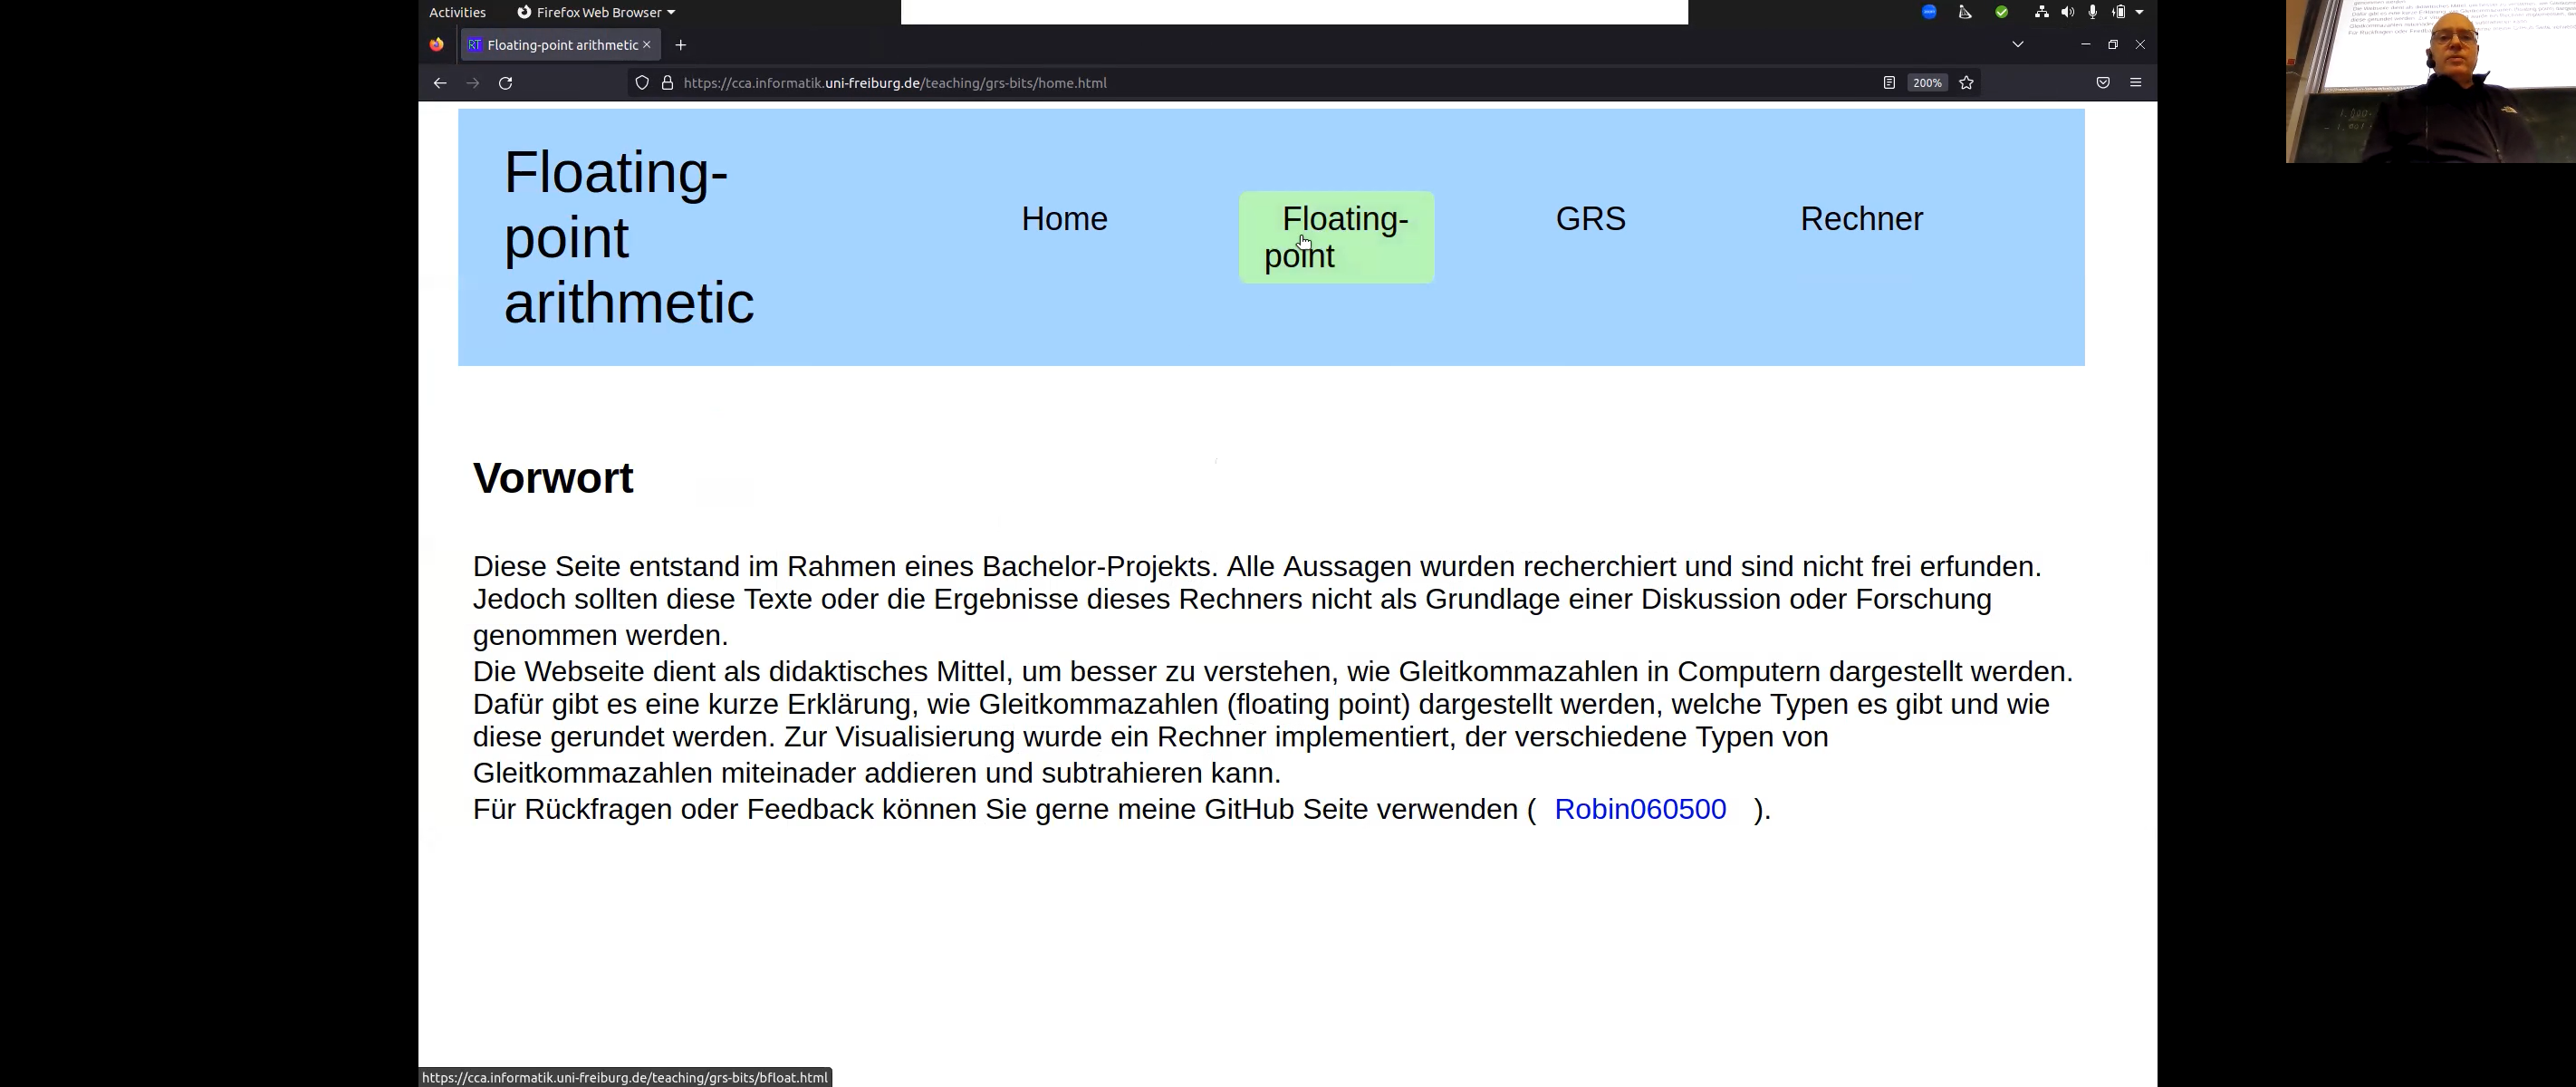 Activities
Firefox Web Browser
RT Floating-point arithmetic
https://cca.informatik.uni-freiburg.de/teaching/grs-bits/home.html
200%
Floating-
point
arithmetic
Home
Floating-
point
GRS
Rechner
Vorwort
Diese Seite entstand im Rahmen eines Bachelor-Projekts. Alle Aussagen wurden recherchiert und sind nicht frei erfunden.
Jedoch sollten diese Texte oder die Ergebnisse dieses Rechners nicht als Grundlage einer Diskussion oder Forschung
genommen werden.
Die Webseite dient als didaktisches Mittel, um besser zu verstehen, wie Gleitkommazahlen in Computern dargestellt werden.
Dafür gibt es eine kurze Erklärung, wie Gleitkommazahlen (floating point) dargestellt werden, welche Typen es gibt und wie
diese gerundet werden. Zur Visualisierung wurde ein Rechner implementiert, der verschiedene Typen von
Gleitkommazahlen miteinader addieren und subtrahieren kann.
Für Rückfragen oder Feedback können Sie gerne meine GitHub Seite verwenden ( Robin060500 ).
https://cca.informatik.uni-freiburg.de/teaching/grs-bits/bfloat.html